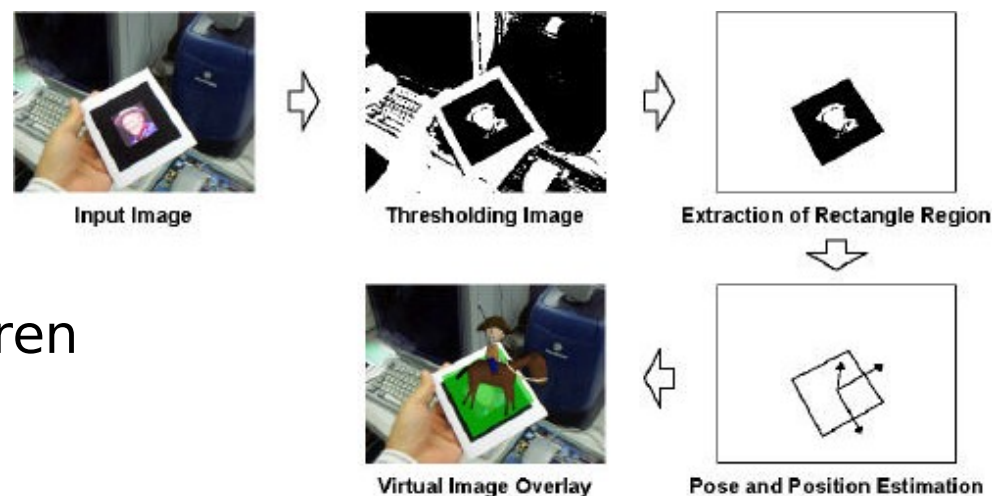 Input Image
Thresholding Image
Extraction of Rectangle Region
ren
Virtual Image Overlay
Pose and Position Estimation